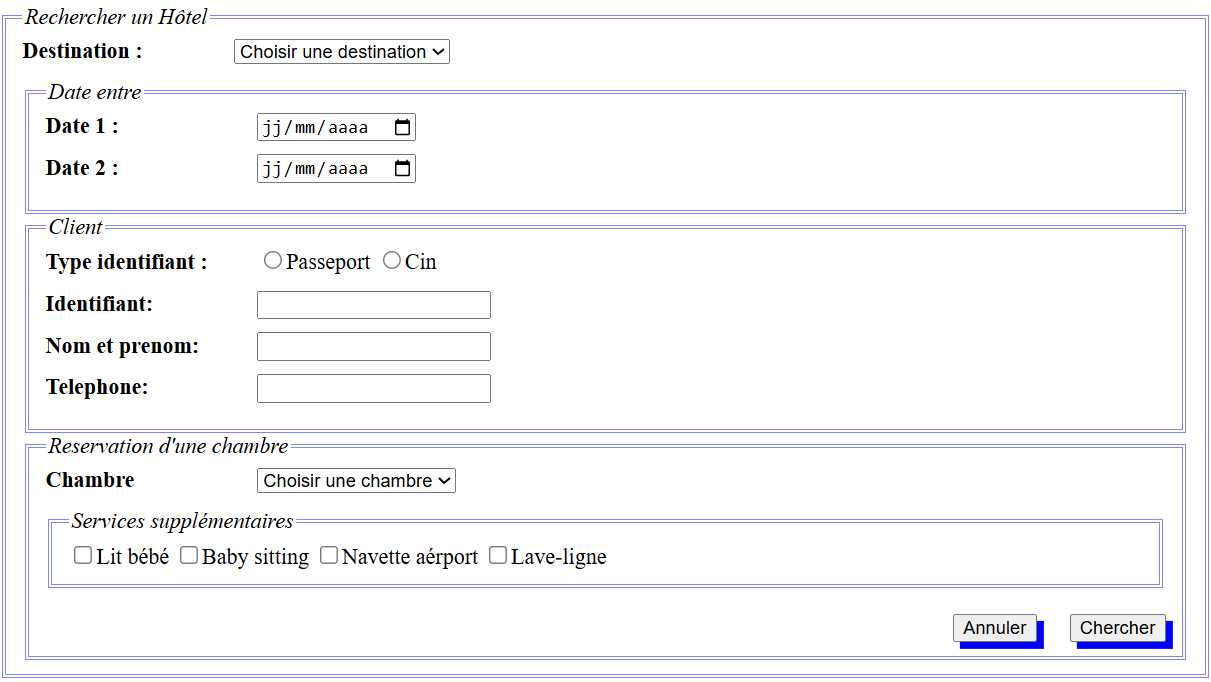 Rechercher un Hôtel
Destination : Choisir une destination
Date entre
Date 1 : jj/mm/aaaa
Date 2 : jj/mm/aaaa
Client
Type identifiant : Passeport Cin
Identifiant:
Nom et prenom:
Telephone:
Reservation d'une chambre
Chambre Choisir une chambre
Services supplémentaires
Lit bébé Baby sitting Navette aérport Lave-ligne
Annuler Chercher